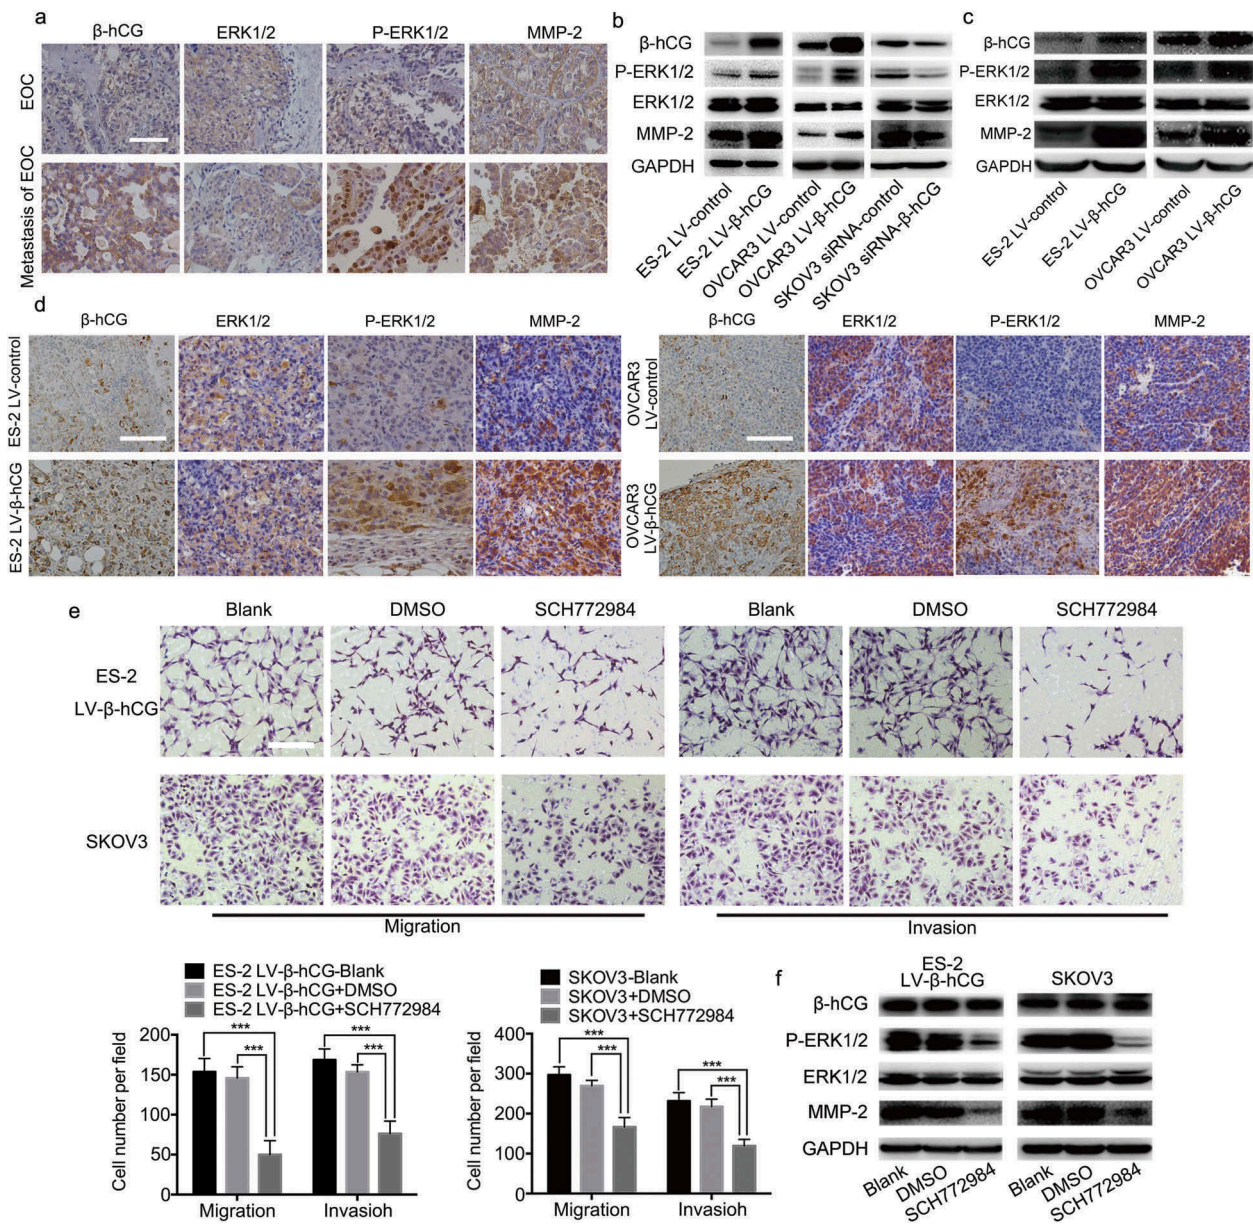 a
β-hCG ERK1/2 P-ERK1/2 MMP-2
EOC
Metastasis of EOC
b
β-hCG
P-ERK1/2
ERK1/2
MMP-2
GAPDH
ES-2 LV-control
ES-2 LV-β-hCG
OVCAR3 LV-control
OVCAR3 LV-β-hCG
SKOV3 siRNA-control
SKOV3 siRNA-β-hCG
c
β-hCG
P-ERK1/2
ERK1/2
MMP-2
GAPDH
ES-2 LV-control
ES-2 LV-β-hCG
OVCAR3 LV-control
OVCAR3 LV-β-hCG
d
β-hCG ERK1/2 P-ERK1/2 MMP-2
ES-2 LV-control
ES-2 LV-β-hCG
β-hCG ERK1/2 P-ERK1/2 MMP-2
OVCAR3
LV-control
OVCAR3
LV-β-hCG
e
Blank DMSO SCH772984 Blank DMSO SCH772984
ES-2
LV-β-hCG
SKOV3
Migration Invasion
ES-2 LV-β-hCG-Blank
ES-2 LV-β-hCG+DMSO
ES-2 LV-β-hCG+SCH772984
Cell number per field
200
150
100
50
0
*** *** *** ***
Migration Invasioh
SKOV3-Blank
SKOV3+DMSO
SKOV3+SCH772984
Cell number per field
400
300
200
100
0
*** *** *** ***
Migration Invasion
f
ES-2
LV-β-hCG SKOV3
β-hCG
P-ERK1/2
ERK1/2
MMP-2
GAPDH
Blank
DMSO
SCH772984
Blank
DMSO
SCH772984